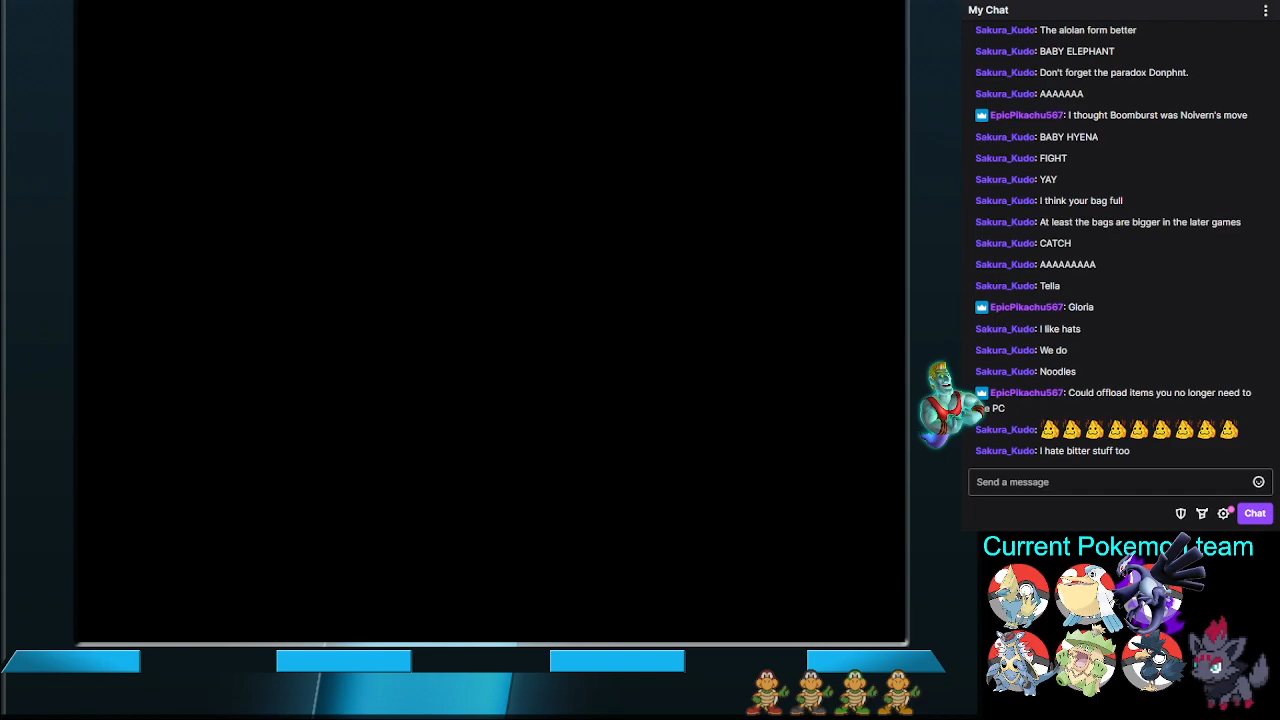 My Chat
Sakura_Kudo: The alolan form better
Sakura_Kudo: BABY ELEPHANT
Sakura_Kudo: Don't forget the paradox Donphnt.
Sakura_Kudo: AAAAAAA
EpicPikachu567: I thought Boomburst was Noivern's move
Sakura_Kudo: BABY HYENA
Sakura_Kudo: FIGHT
Sakura_Kudo: YAY
Sakura_Kudo: I think your bag full
Sakura_Kudo: At least the bags are bigger in the later games
Sakura_Kudo: CATCH
Sakura_Kudo: AAAAAAAAA
Sakura_Kudo: Tella
EpicPikachu567: Gloria
Sakura_Kudo: I like hats
Sakura_Kudo: We do
Sakura_Kudo: Noodles
EpicPikachu567: Could offload items you no longer need to
PC
Sakura_Kudo:
Sakura_Kudo: I hate bitter stuff too
Send a message
Chat
Current Pokemon team